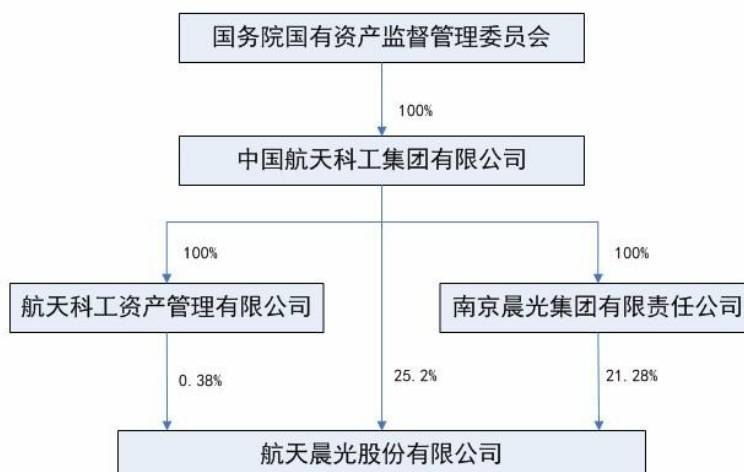 国务院国有资产监督管理委员会
100%
中国航天科工集团有限公司
100%
100%
航天科工资产管理有限公司
南京晨光集团有限责任公司
0.38%
25.2%
21.28%
航天晨光股份有限公司